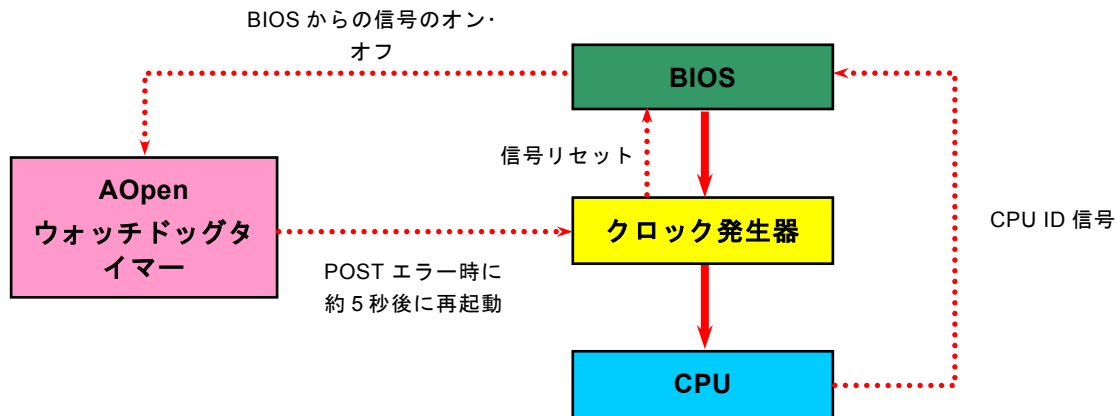 BIOS からの信号のオン･
オフ
BIOS
信号リセット
AOpen
ウォッチドッグタ
イマー
クロック発生器
CPU ID 信号
POST エラー時に
約 5 秒後に再起動
CPU